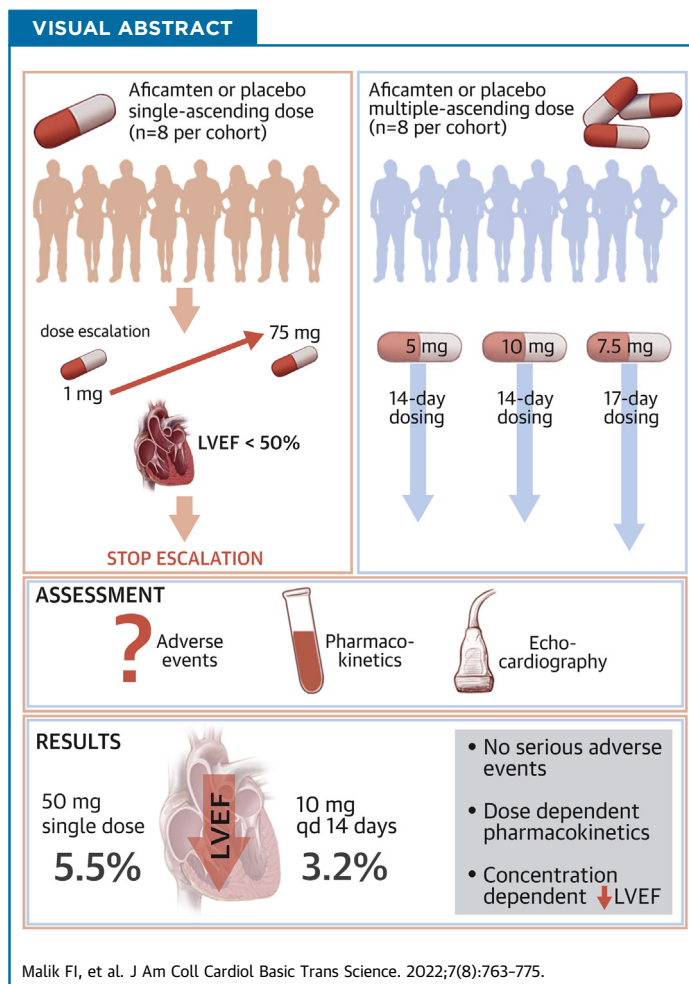 VISUAL ABSTRACT
Aficamten or placebo
single-ascending dose
(n=8 per cohort)
dose escalation
75 mg
1 mg
LVEF < 50%
STOP ESCALATION
Aficamten or placebo
multiple-ascending dose
(n=8 per cohort)
5 mg
10 mg
7.5 mg
14-day
dosing
14-day
dosing
17-day
dosing
ASSESSMENT
?
Adverse
events
Pharmaco-
kinetics
Echo-
cardiography
RESULTS
50 mg
single dose
5.5%
LVEF
10 mg
qd 14 days
3.2%
• No serious adverse
events
• Dose dependent
pharmacokinetics
• Concentration
dependent ↓LVEF
Malik FI, et al. J Am Coll Cardiol Basic Trans Science. 2022;7(8):763–775.